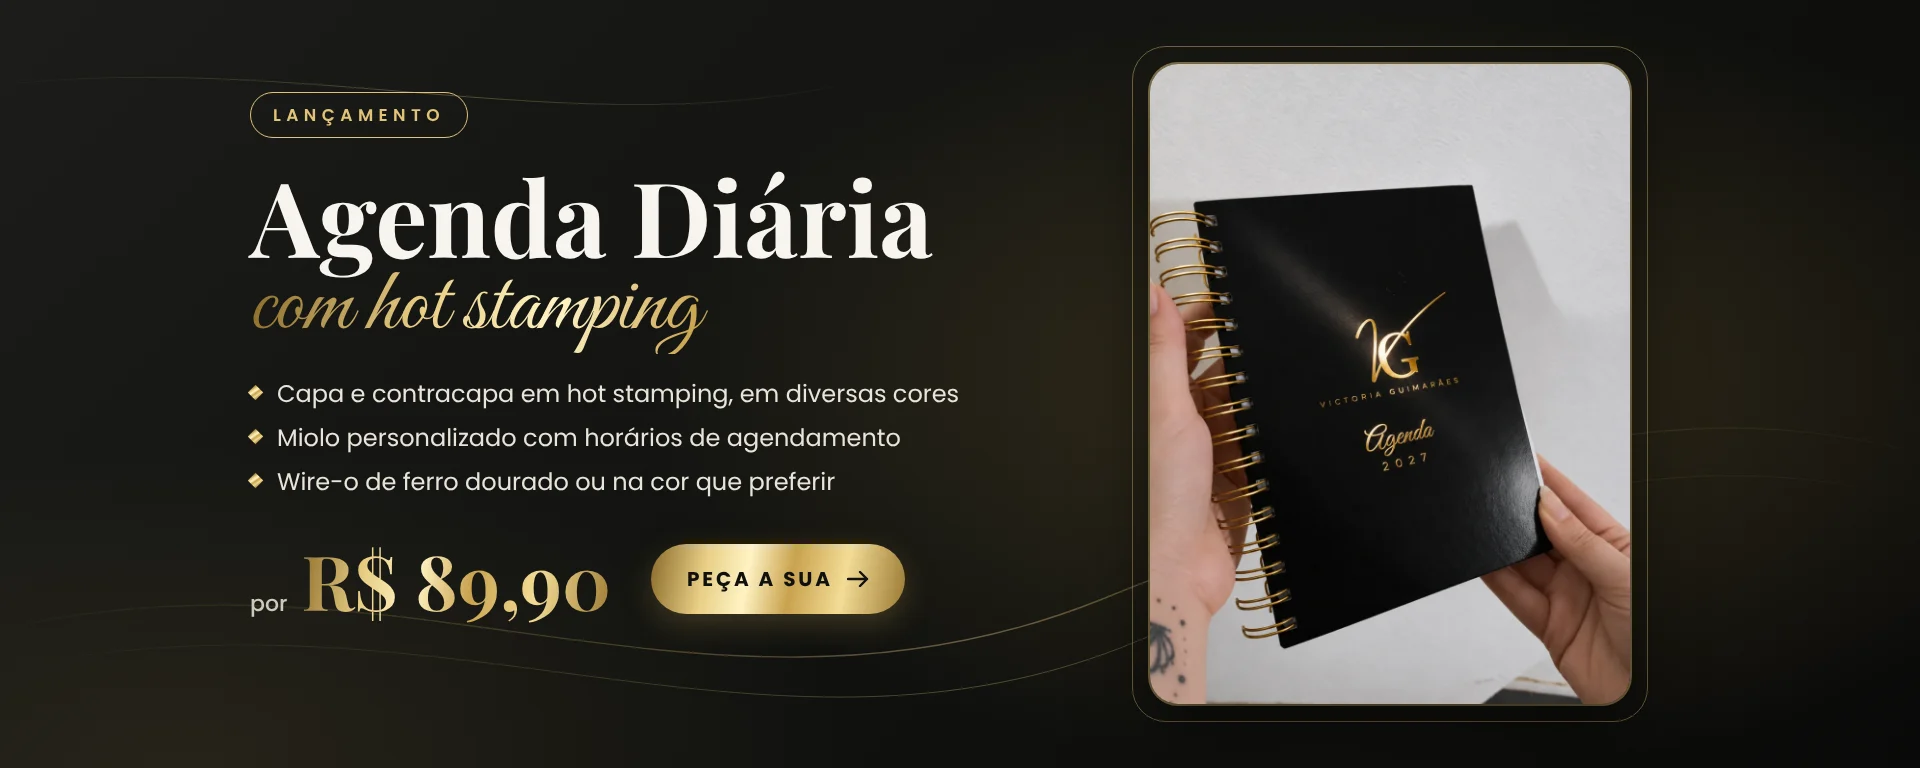 LANÇAMENTO
Agenda Diária
com hot stamping
Capa e contracapa em hot stamping, em diversas cores
Miolo personalizado com horários de agendamento
Wire-o de ferro dourado ou na cor que preferir
por R$ 89,90
PEÇA A SUA →
VG
VICTORIA GUIMARÃES
Agenda
2027